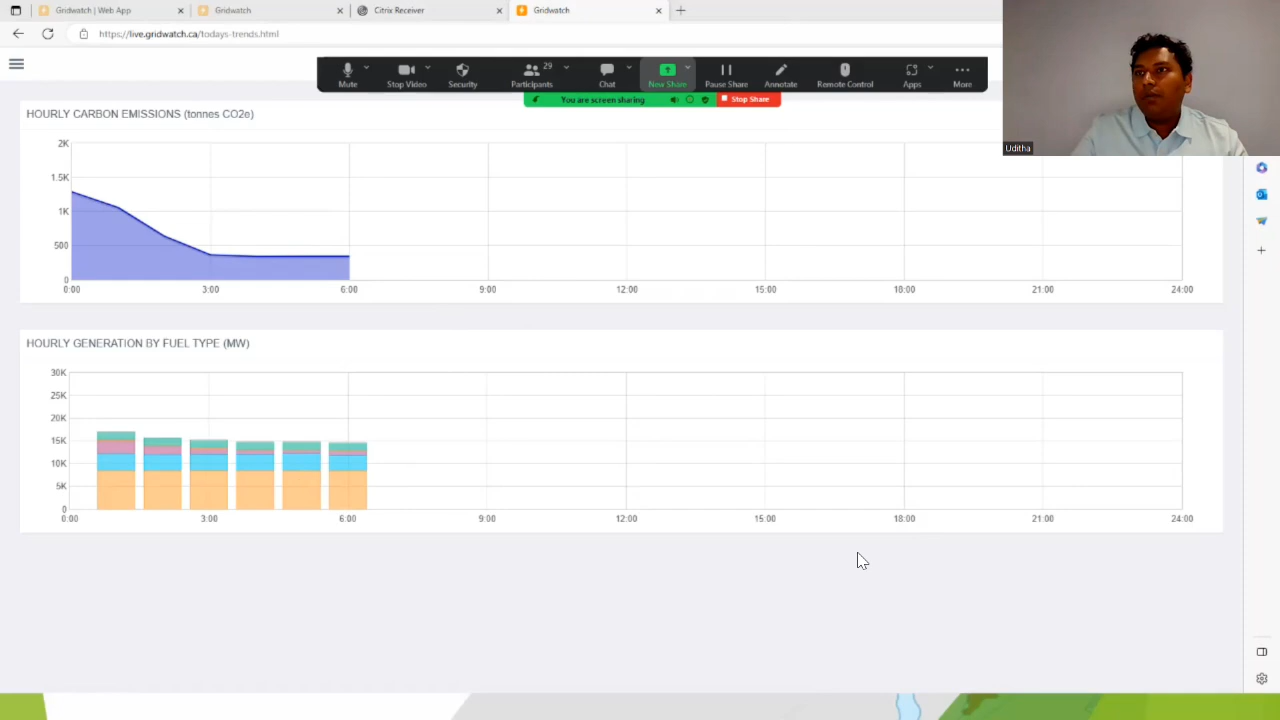 Gridwatch | Web App
Gridwatch
Citrix Receiver
Gridwatch
https://live.gridwatch.ca/todays-trends.html
Mute
Stop Video
Security
29
Participants
Chat
New Share
Pause Share
Annotate
Remote Control
Apps
More
You are screen sharing
Stop Share
Uditha
HOURLY CARBON EMISSIONS (tonnes CO2e)
2K
1.5K
1K
500
0
0:00 3:00 6:00 9:00 12:00 15:00 18:00 21:00 24:00
HOURLY GENERATION BY FUEL TYPE (MW)
30K
25K
20K
15K
10K
5K
0
0:00 3:00 6:00 9:00 12:00 15:00 18:00 21:00 24:00